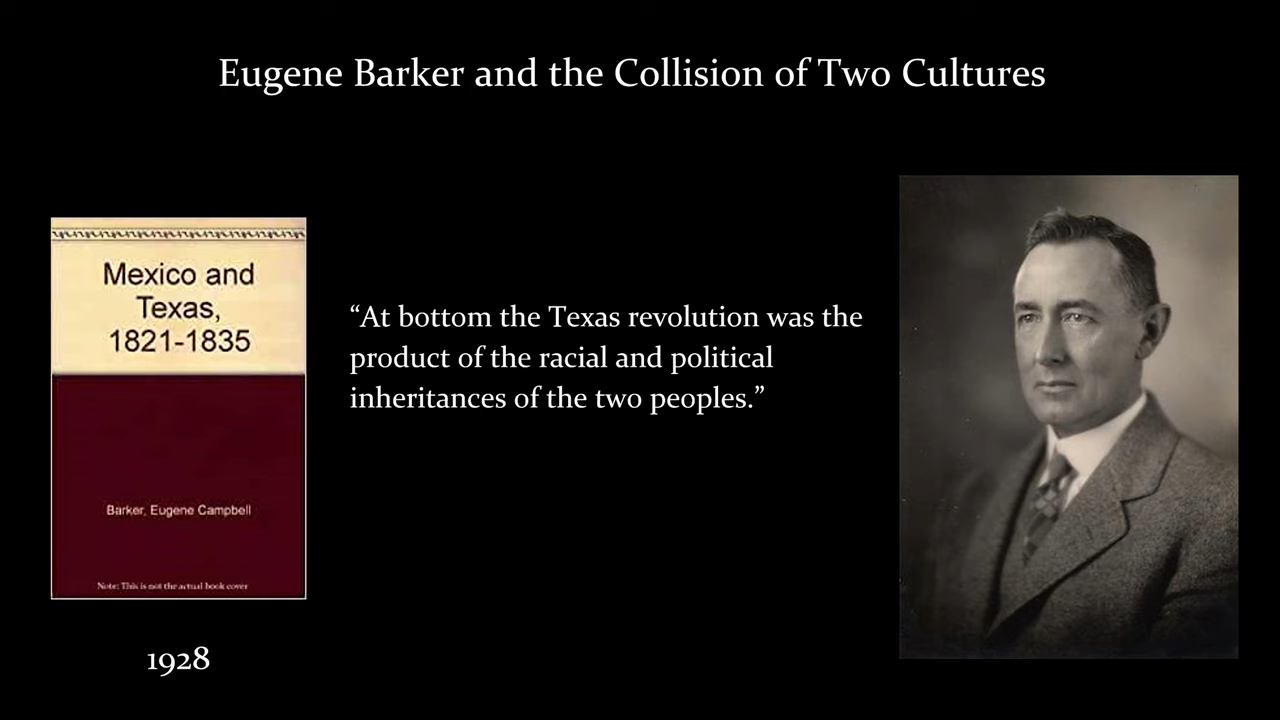 Eugene Barker and the Collision of Two Cultures
Mexico and
Texas,
1821-1835
Barker, Eugene Campbell
Note: This is not the actual book cover
1928
“At bottom the Texas revolution was the
product of the racial and political
inheritances of the two peoples.”